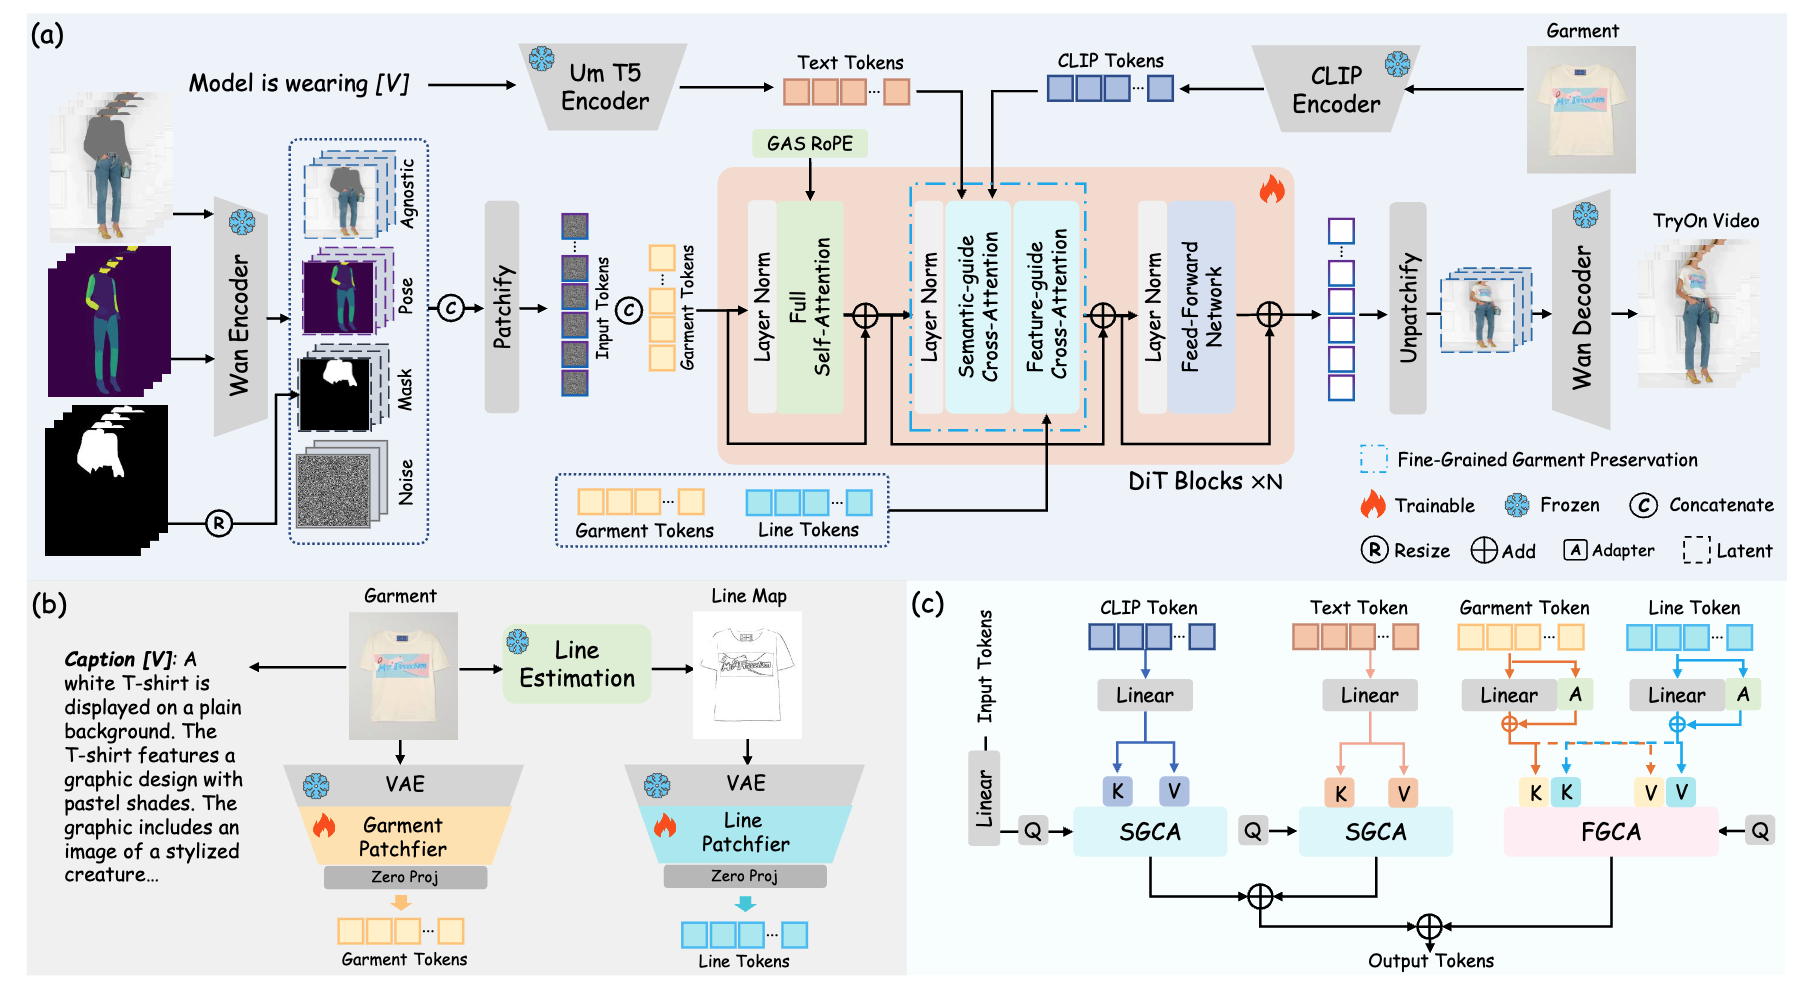 (a)
Model is wearing [V]
Um T5
Encoder
Text Tokens
CLIP Tokens
CLIP
Encoder
Garment
GAS RoPE
Wan Encoder
Agnostic
Pose
Mask
Noise
R
C
Patchify
Input Tokens
C
Garment Tokens
Layer Norm
Full
Self-Attention
Layer Norm
Semantic-guide
Cross-Attention
Feature-guide
Cross-Attention
Layer Norm
Feed-Forward
Network
DiT Blocks ×N
Unpatchify
Wan Decoder
TryOn Video
Garment Tokens
Line Tokens
Fine-Grained Garment Preservation
Trainable
Frozen
C Concatenate
R Resize
Add
A Adapter
Latent
(b)
Garment
Line Map
Line
Estimation
Caption [V]: A
white T-shirt is
displayed on a plain
background. The
T-shirt features a
graphic design with
pastel shades. The
graphic includes an
image of a stylized
creature...
VAE
Garment
Patchfier
Zero Proj
Garment Tokens
VAE
Line
Patchfier
Zero Proj
Line Tokens
(c)
Input Tokens
Linear
Q
CLIP Token
Linear
K V
SGCA
Text Token
Linear
K V
Q
SGCA
Garment Token
Linear A
Line Token
Linear A
K K V V
FGCA
Q
Output Tokens